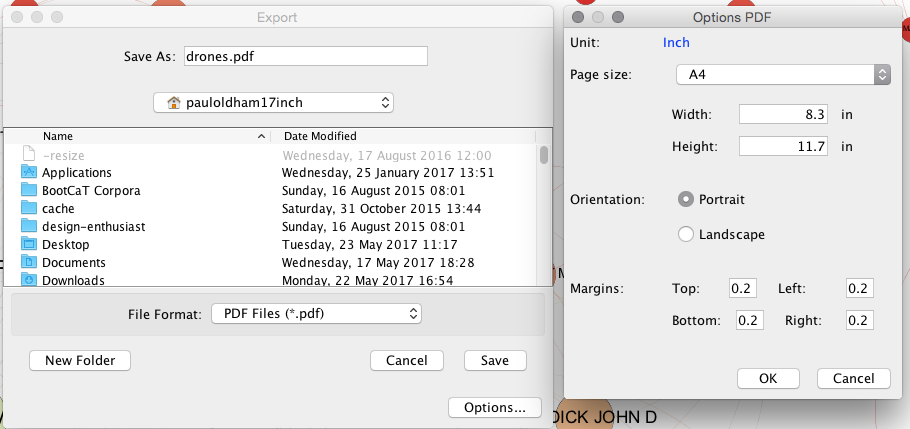 Export
Save As: drones.pdf
pauloldham17inch
Name Date Modified
-resize Wednesday, 17 August 2016 12:00
Applications Wednesday, 25 January 2017 13:51
BootCaT Corpora Sunday, 16 August 2015 08:01
cache Saturday, 31 October 2015 13:44
design-enthusiast Sunday, 16 August 2015 08:01
Desktop Tuesday, 23 May 2017 11:17
Documents Wednesday, 17 May 2017 18:28
Downloads Monday, 22 May 2017 16:54
File Format: PDF Files (*.pdf)
New Folder Cancel Save
Options...
Options PDF
Unit: Inch
Page size: A4
Width: 8.3 in
Height: 11.7 in
Orientation: Portrait
Landscape
Margins: Top: 0.2 Left: 0.2
Bottom: 0.2 Right: 0.2
OK Cancel
DICK JOHN D